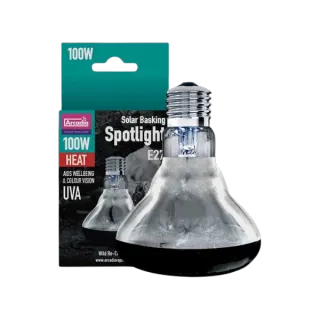 100W
Solar Basking
Spotlight
Arcadia
100W
E27
HEAT
AIDS WELLBEING
& COLOUR VISION
UVA